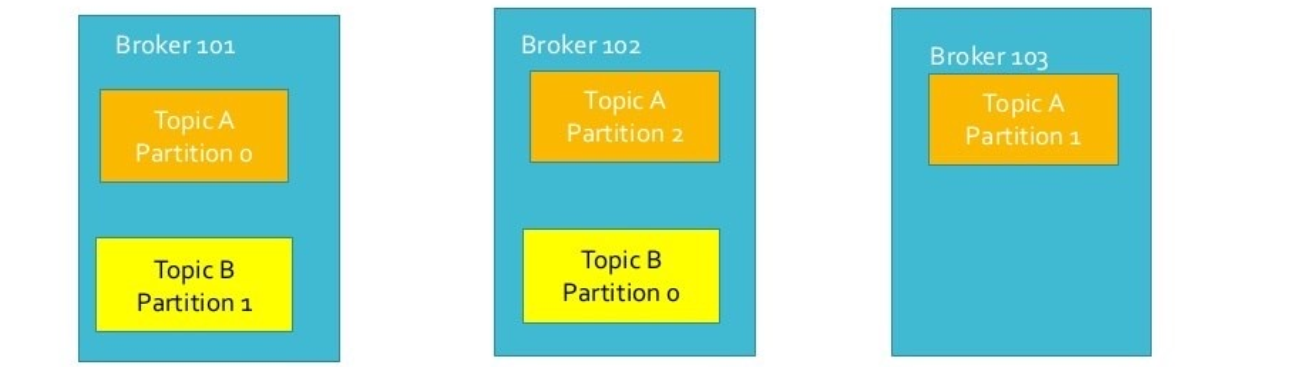 Broker 101
Topic A
Partition 0
Topic B
Partition 1
Broker 102
Topic A
Partition 2
Topic B
Partition 0
Broker 103
Topic A
Partition 1